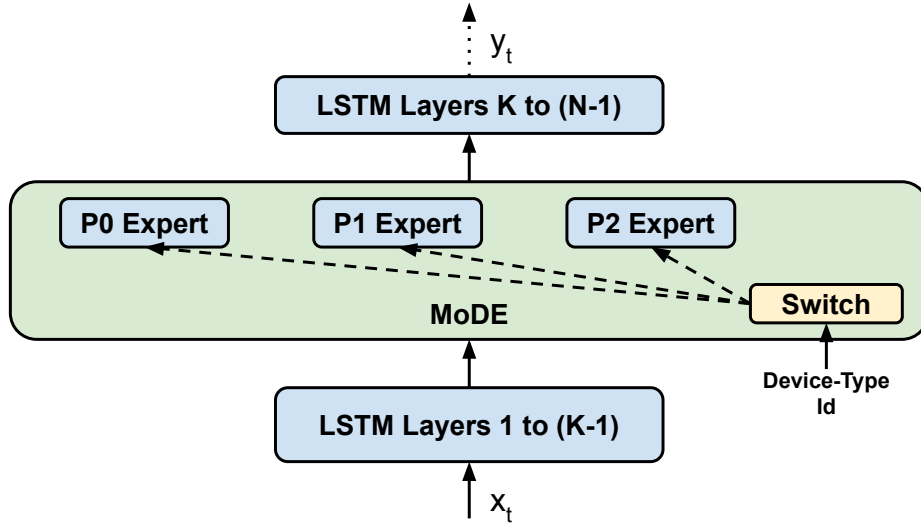 y_t
LSTM Layers K to (N-1)
P0 Expert
P1 Expert
P2 Expert
Switch
MoDE
Device-Type
Id
LSTM Layers 1 to (K-1)
x_t